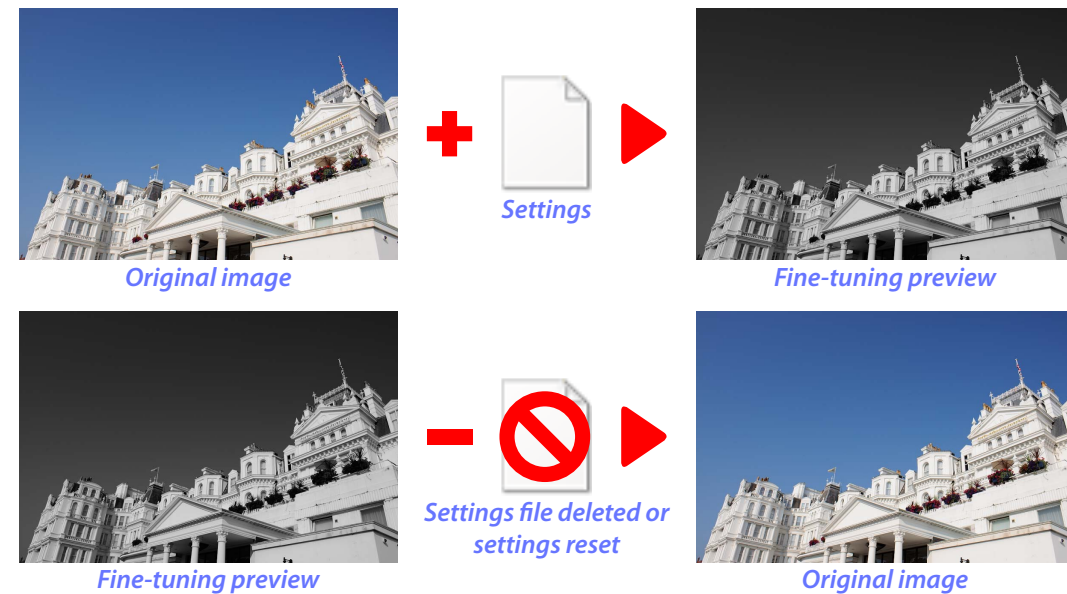 Settings
Original image
Fine-tuning preview
Settings file deleted or
settings reset
Fine-tuning preview
Original image